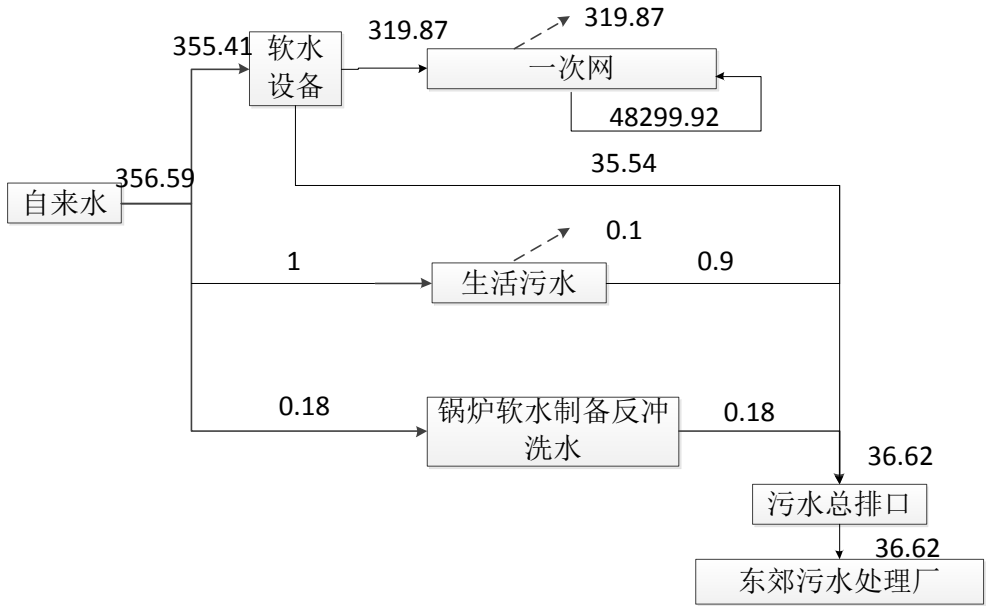 319.87
355.41
软水
设备
319.87
一次网
48299.92
356.59
自来水
35.54
0.1
1
生活污水
0.9
0.18
锅炉软水制备反冲
洗水
0.18
36.62
污水总排口
36.62
东郊污水处理厂